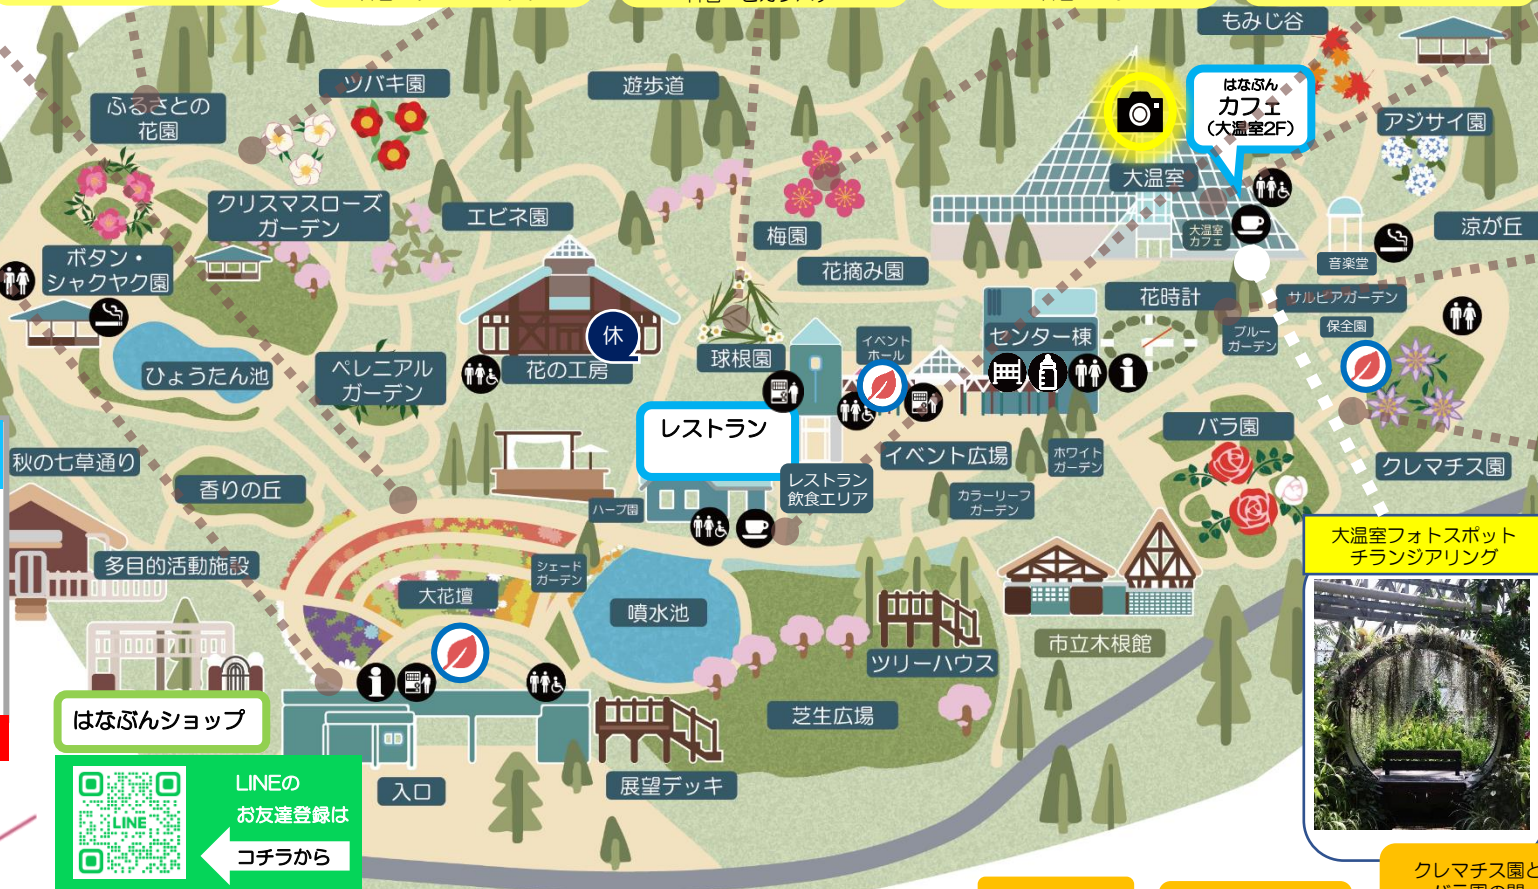 もみじ谷
はなぶん
カフェ
(大温室2F)
ツバキ園
遊歩道
ふるさとの
花園
アジサイ園
大温室
クリスマスローズ
ガーデン
エビネ園
梅園
大温室
カフェ
涼が丘
ボタン・
シャクヤク園
花摘み園
音楽堂
花時計
サルビアガーデン
休
イベント
ホール
センター棟
ブルー
ガーデン
保全園
ひょうたん池
ペレニアル
ガーデン
花の工房
球根園
レストラン
バラ園
秋の七草通り
イベント広場
ホワイト
ガーデン
クレマチス園
香りの丘
レストラン
飲食エリア
カラーリーフ
ガーデン
ハーブ園
大温室フォトスポット
チランジアリング
多目的活動施設
シェード
ガーデン
大花壇
噴水池
市立木根館
ツリーハウス
はなぶんショップ
芝生広場
入口
展望デッキ
LINEの
お友達登録は
コチラから
LINE
クレマチス園と